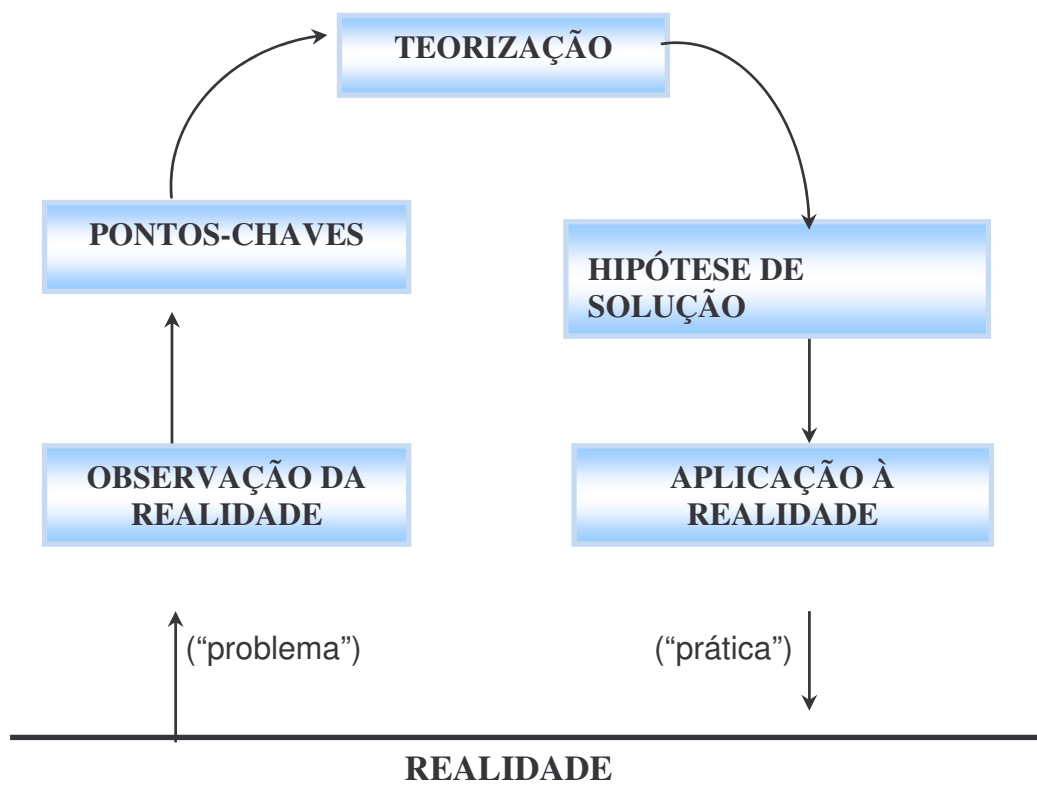 TEORIZAÇÃO
PONTOS-CHAVES
HIPÓTESE DE
SOLUÇÃO
OBSERVAÇÃO DA
REALIDADE
APLICAÇÃO À
REALIDADE
(“problema”)
(“prática”)
REALIDADE